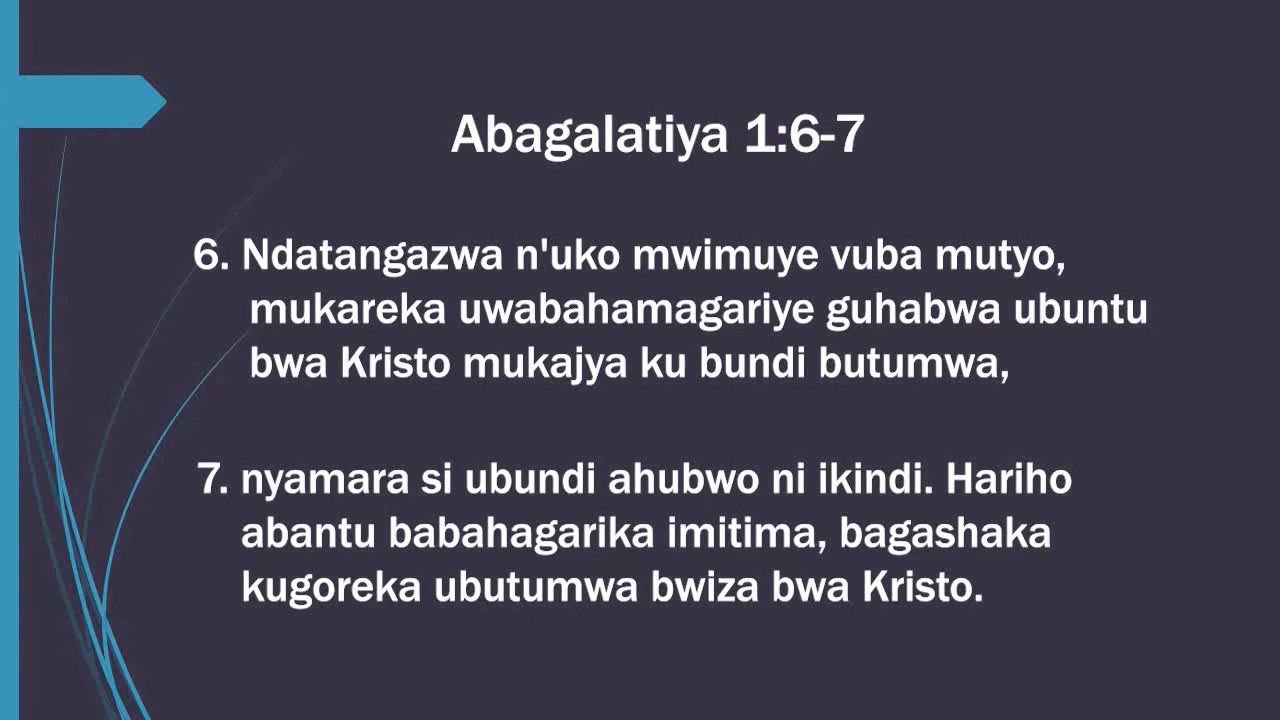 Abagalatiya 1:6-7
6. Ndatangazwa n'uko mwimuye vuba mutyo,
mukareka uwabahamagariye guhabwa ubuntu
bwa Kristo mukajya ku bundi butumwa,
7. nyamara si ubundi ahubwo ni ikindi. Hariho
abantu babahagarika imitima, bagashaka
kugoreka ubutumwa bwiza bwa Kristo.